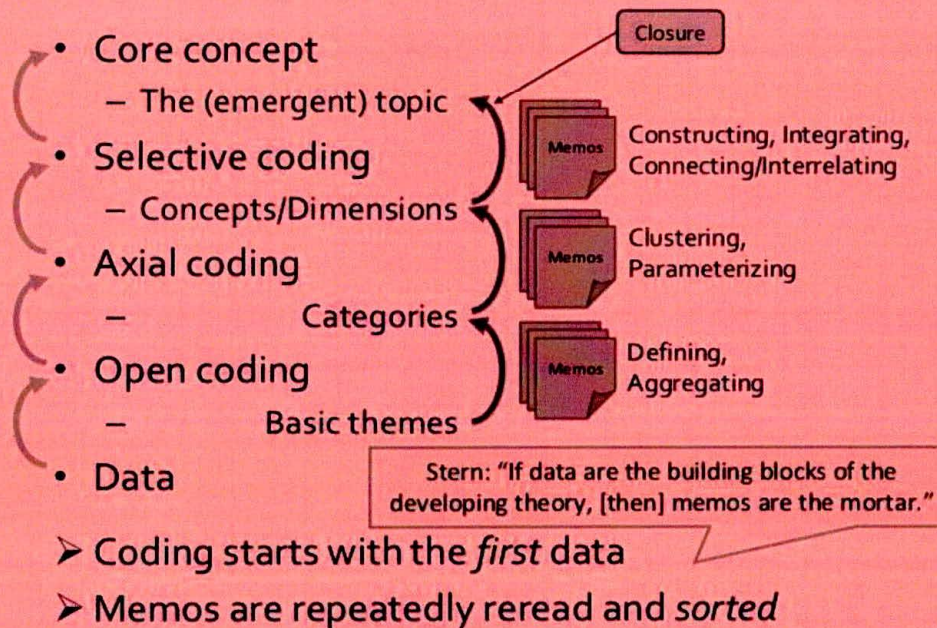 Closure
• Core concept
– The (emergent) topic
Memos
Constructing, Integrating,
Connecting/Interrelating
• Selective coding
– Concepts/Dimensions
Memos
Clustering,
Parameterizing
• Axial coding
– Categories
Memos
Defining,
Aggregating
• Open coding
– Basic themes
• Data
Stern: “If data are the building blocks of the
developing theory, [then] memos are the mortar.”
➢ Coding starts with the first data
➢ Memos are repeatedly reread and sorted